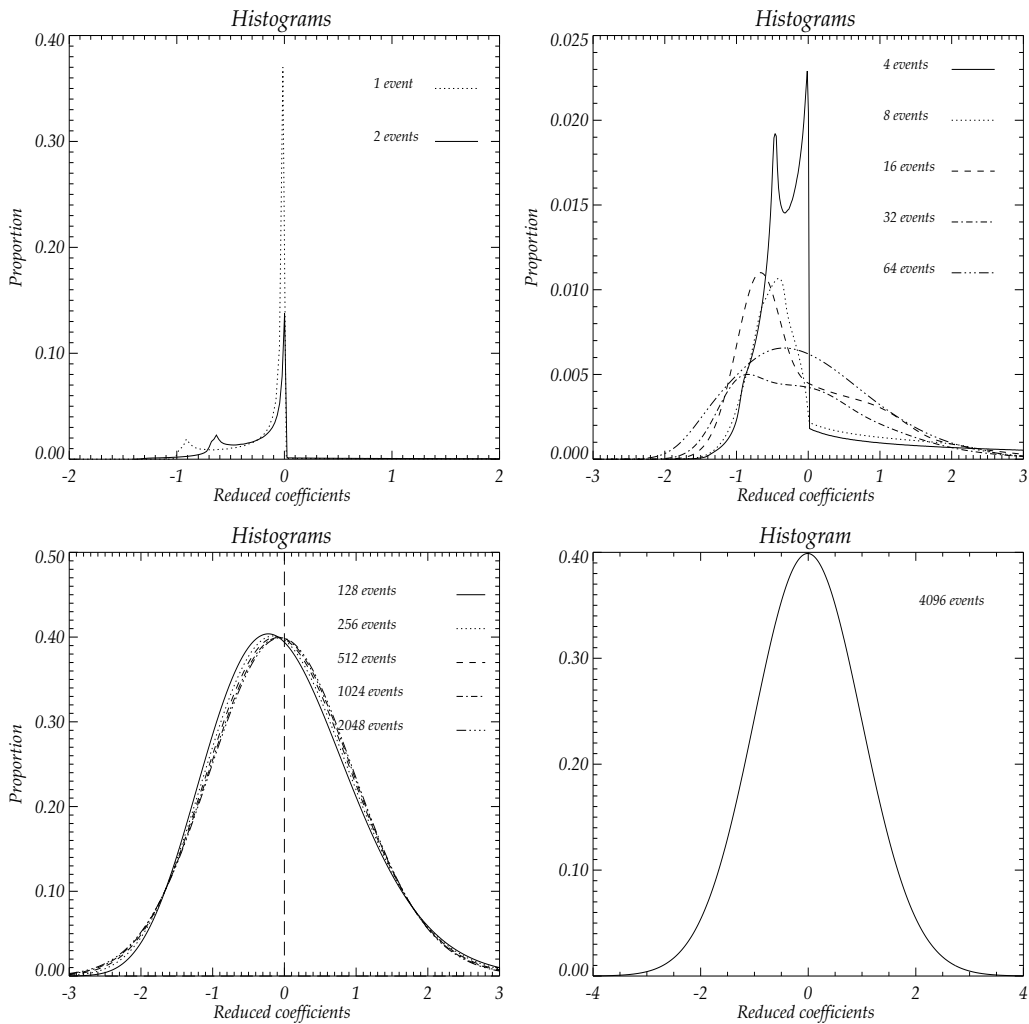 Histograms
0.40
0.30
0.20
0.10
0.00
Proportion
1 event
2 events
-2
-1
0
1
2
Reduced coefficients
Histograms
0.025
0.020
0.015
0.010
0.005
0.000
Proportion
4 events
8 events
16 events
32 events
64 events
-3
-2
-1
0
1
2
3
Reduced coefficients
Histograms
0.50
0.40
0.30
0.20
0.10
0.00
Proportion
128 events
256 events
512 events
1024 events
2048 events
-3
-2
-1
0
1
2
3
Reduced coefficients
Histogram
0.40
0.30
0.20
0.10
0.00
4096 events
-4
-2
0
2
4
Reduced coefficients